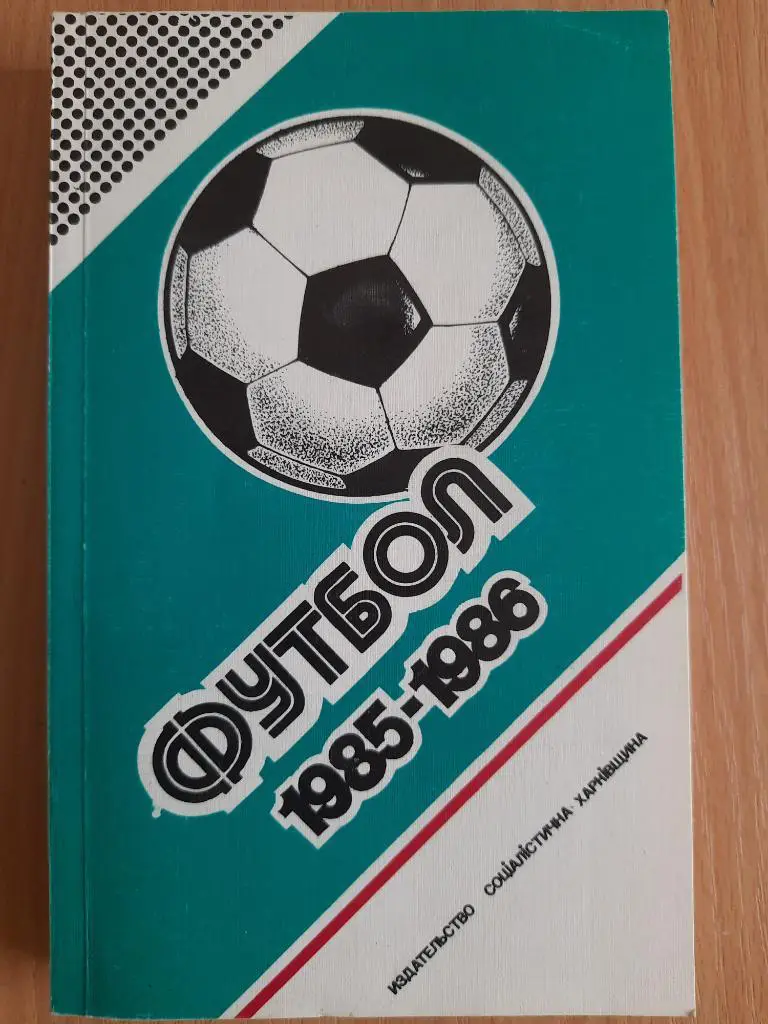 ФУТБОЛ
1985-1986
ИЗДАТЕЛЬСТВО СОЦІАЛІСТИЧНА ХАРКІВЩИНА